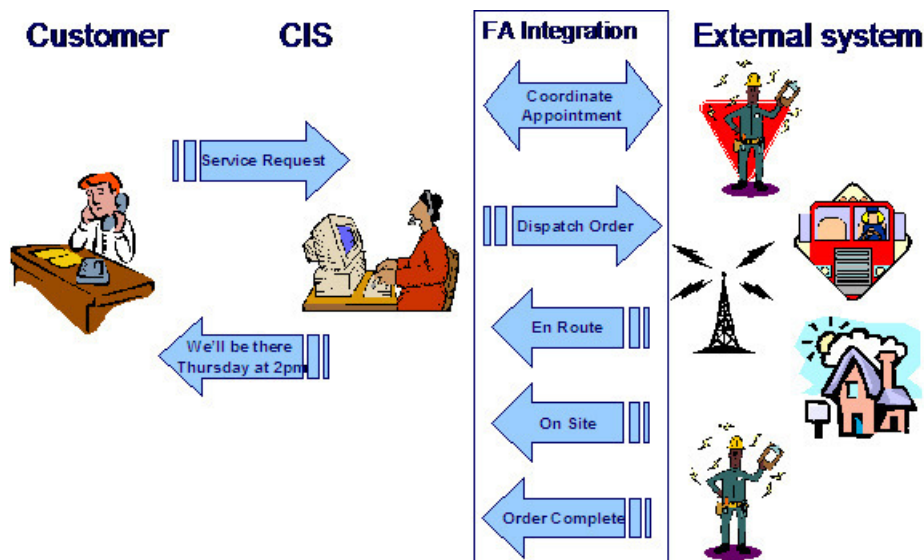 Customer
CIS
FA Integration
External system
Coordinate
Appointment
Service Request
Dispatch Order
En Route
We'll be there
Thursday at 2pm
On Site
Order Complete